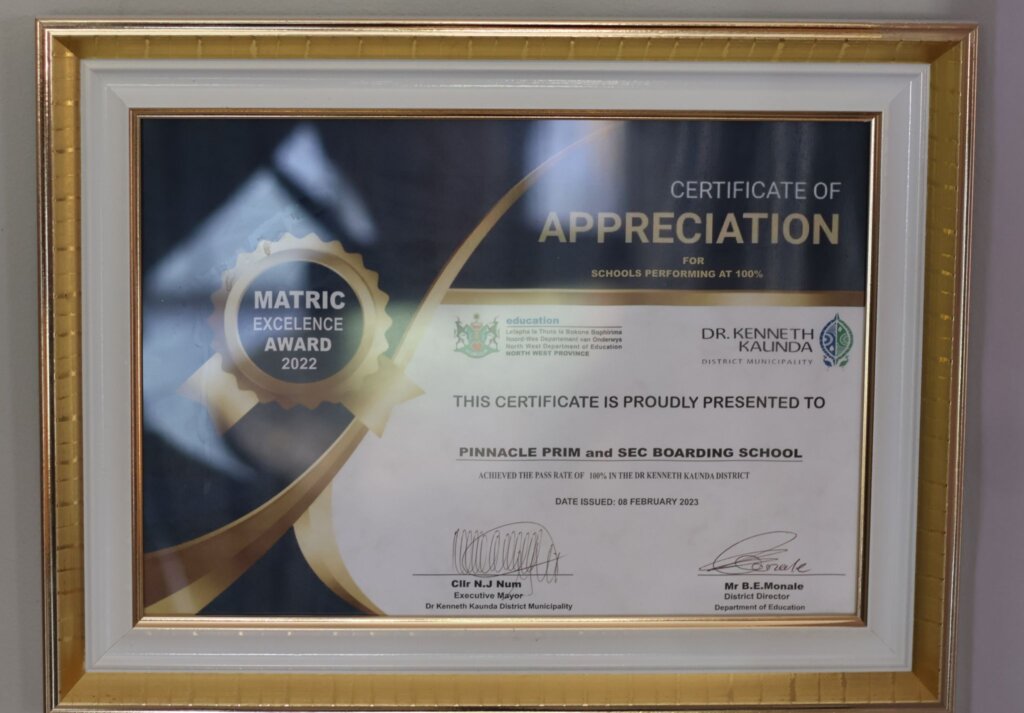 CERTIFICATE OF
APPRECIATION
FOR
SCHOOLS PERFORMING AT 100%
MATRIC
EXCELENCE
AWARD
2022
education
Lefapha la Thuto la Bokone Bophirima
Noord-Wes Departement van Onderwys
North West Department of Education
NORTH WEST PROVINCE
DR. KENNETH
KAUNDA
DISTRICT MUNICIPALITY
THIS CERTIFICATE IS PROUDLY PRESENTED TO
PINNACLE PRIM and SEC BOARDING SCHOOL
ACHIEVED THE PASS RATE OF 100% IN THE DR KENNETH KAUNDA DISTRICT
DATE ISSUED: 08 FEBRUARY 2023
Cllr N.J Num
Executive Mayor
Dr Kenneth Kaunda District Municipality
Mr B.E.Monale
District Director
Department of Education